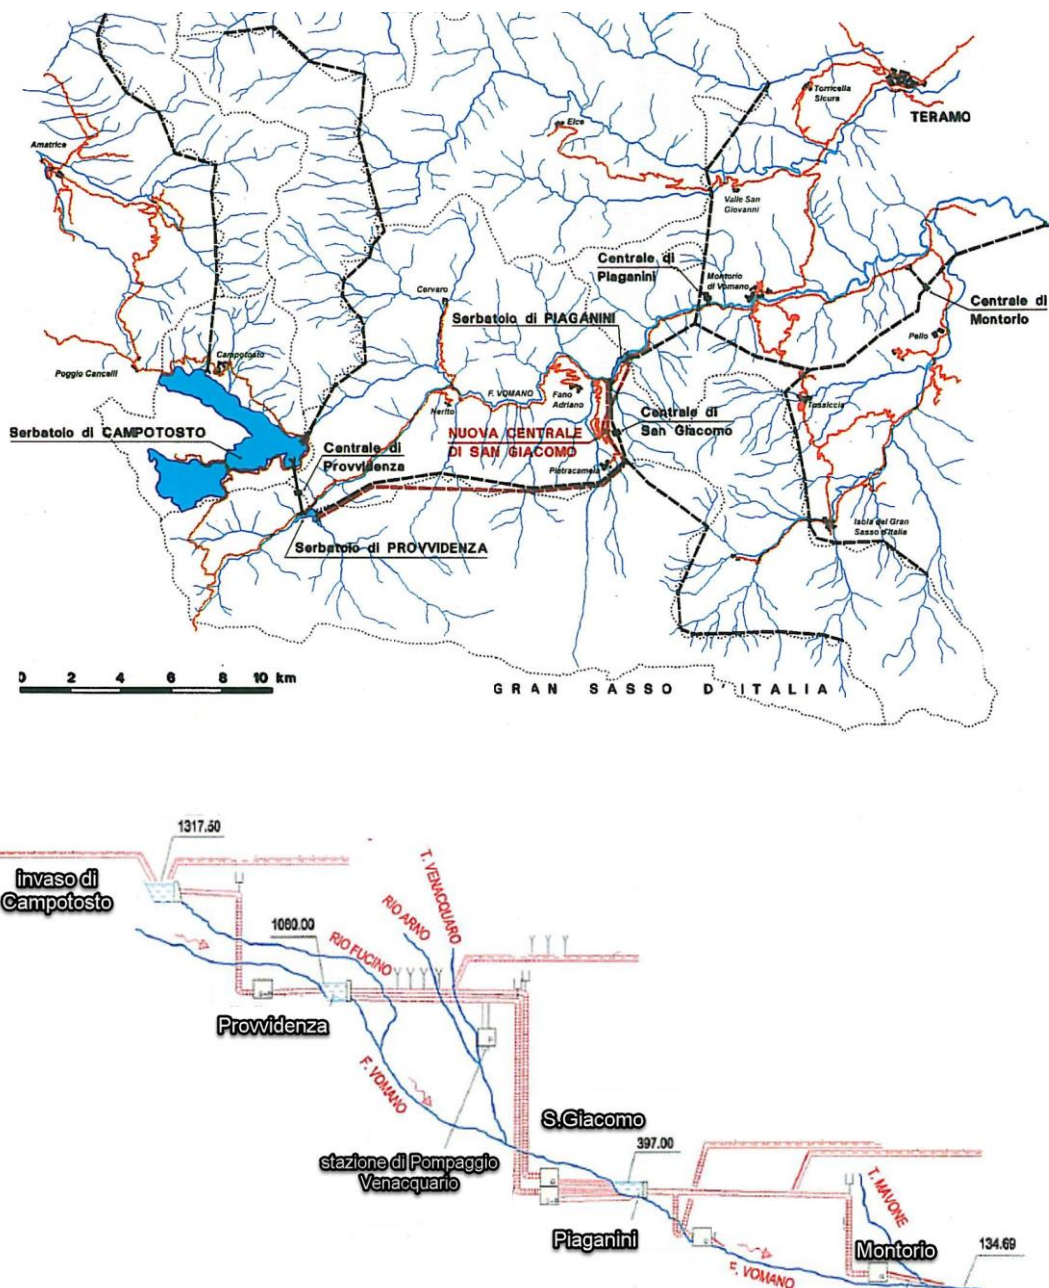 Torricella
Sicura
TERAMO
Elce
Amatrice
Valle San
Giovanni
Centrale di
Piaganini
Montorio
di Vomano
Cervaro
Centrale di
Montorio
Serbatoio di PIAGANINI
Campotosto
Poggio Cancelli
F. VOMANO
Fano
Adriano
Nerito
Tossiccia
Centrale di
San Giacomo
Serbatoio di CAMPOTOSTO
NUOVA CENTRALE
DI SAN GIACOMO
Centrale di
Provvidenza
Pietracamela
Isola del Gran
Sasso d'Italia
Serbatoio di PROVVIDENZA
0 2 4 6 8 10 km
GRAN SASSO D'ITALIA
1317.50
invaso di
Campotosto
T. VENACQUARO
RIO ARNO
1060.00
RIO FUCINO
Provvidenza
F. VOMANO
S.Giacomo
397.00
stazione di Pompaggio
Venacquario
T. MAVONE
Piaganini
Montorio
134.69
F. VOMANO